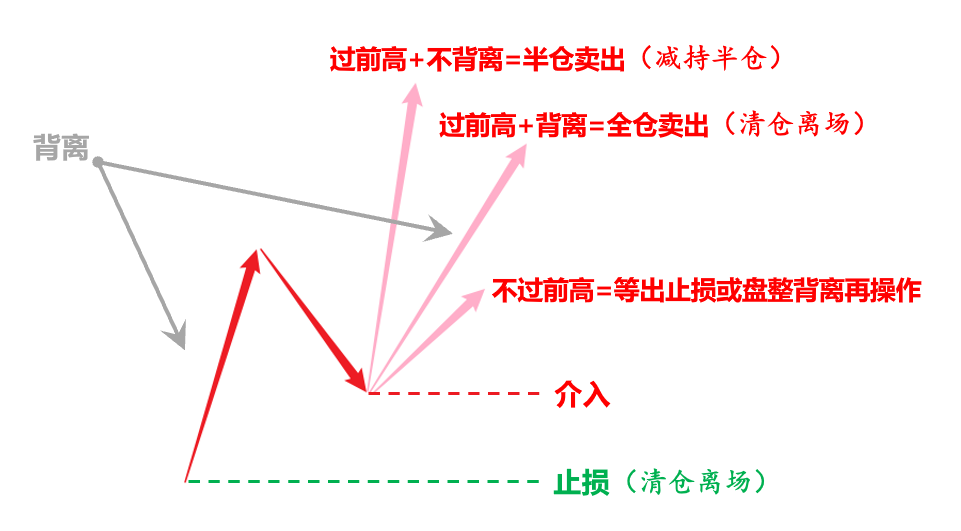 过前高+不背离=半仓卖出（减持半仓）
过前高+背离=全仓卖出（清仓离场）
背离
不过前高=等出止损或盘整背离再操作
介入
止损（清仓离场）